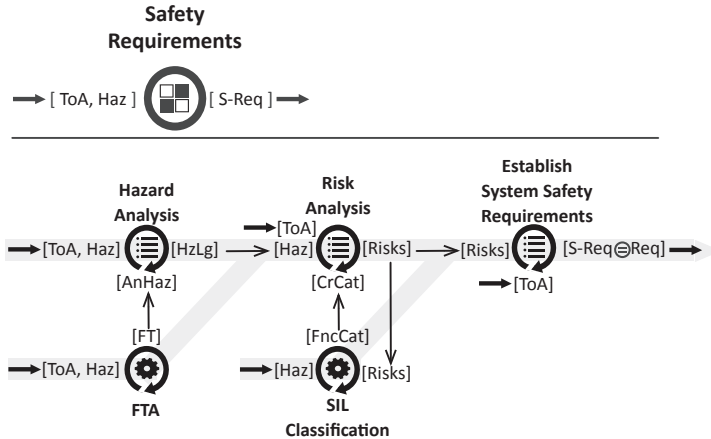 Safety
Requirements
[ ToA, Haz ] [ S-Req ]
Hazard
Analysis
[ToA, Haz] [HzLg]
[AnHaz]
[FT]
[ToA, Haz]
FTA
Risk
Analysis
[ToA]
[Haz] [Risks]
[CrCat]
[FncCat]
[Haz] [Risks]
SIL
Classification
Establish
System Safety
Requirements
[Risks] [S-Req⊜Req]
[ToA]